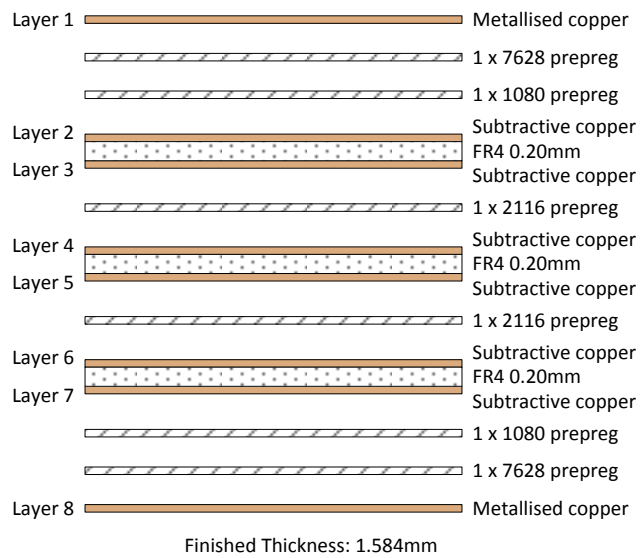 Layer 1 Metallised copper
1 x 7628 prepreg
1 x 1080 prepreg
Layer 2 Subtractive copper
FR4 0.20mm
Layer 3 Subtractive copper
1 x 2116 prepreg
Layer 4 Subtractive copper
FR4 0.20mm
Layer 5 Subtractive copper
1 x 2116 prepreg
Layer 6 Subtractive copper
FR4 0.20mm
Layer 7 Subtractive copper
1 x 1080 prepreg
1 x 7628 prepreg
Layer 8 Metallised copper
Finished Thickness: 1.584mm